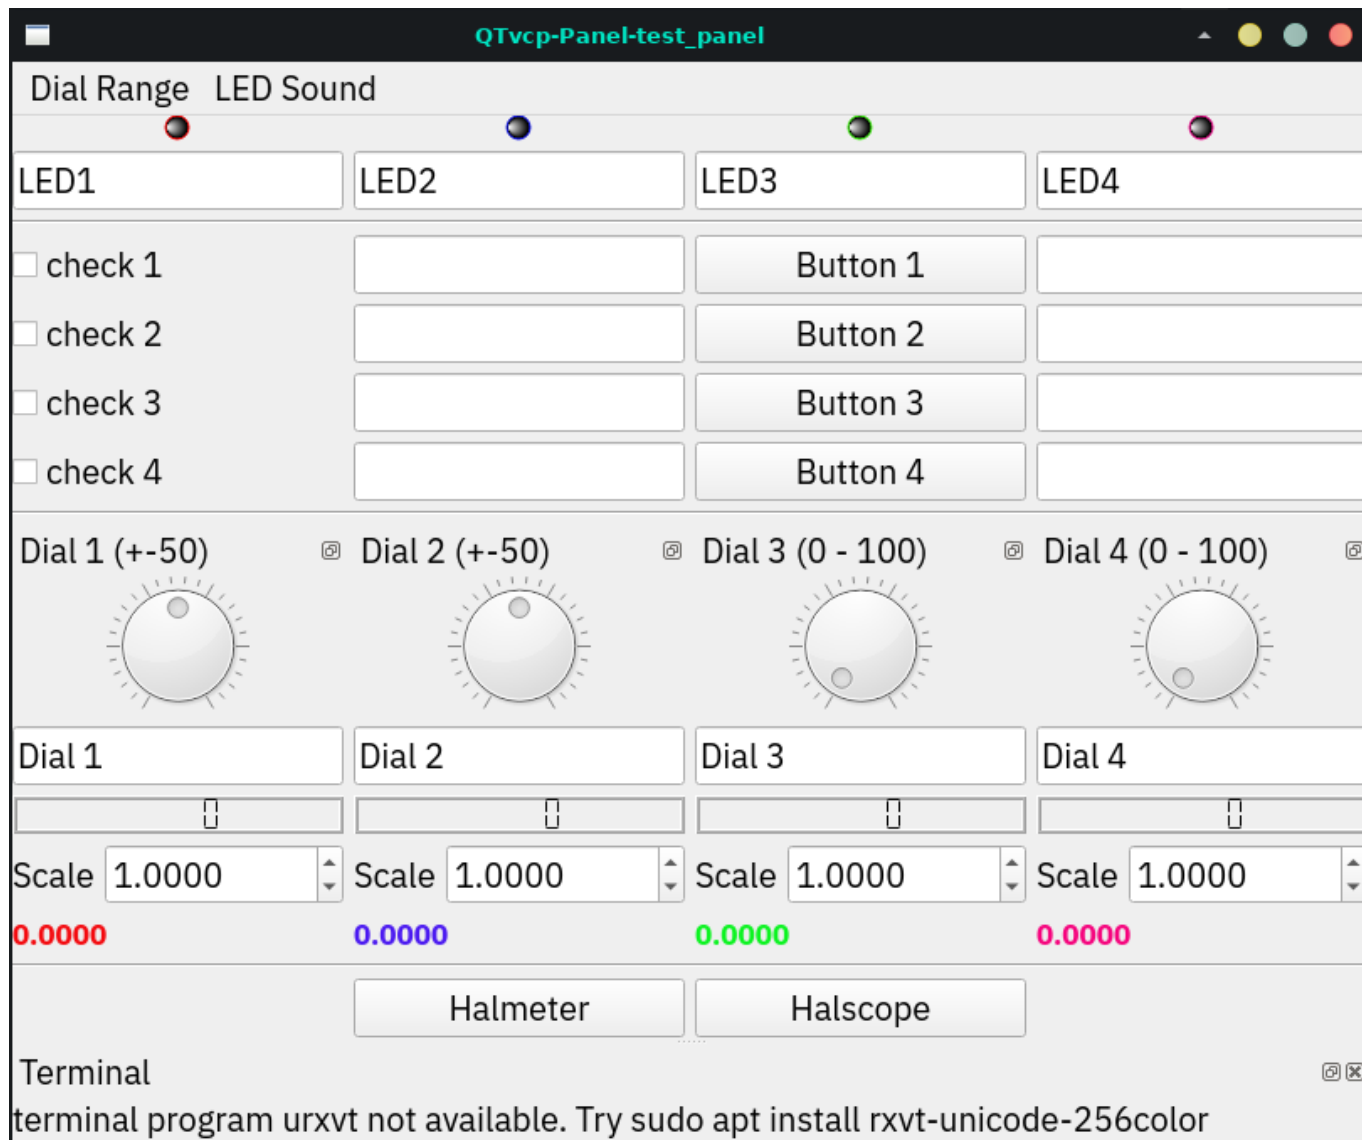 QTvcp-Panel-test_panel
Dial Range LED Sound
LED1 LED2 LED3 LED4
check 1 Button 1
check 2 Button 2
check 3 Button 3
check 4 Button 4
Dial 1 (+-50) Dial 2 (+-50) Dial 3 (0 - 100) Dial 4 (0 - 100)
Dial 1 Dial 2 Dial 3 Dial 4
0 0 0 0
Scale 1.0000 Scale 1.0000 Scale 1.0000 Scale 1.0000
0.0000 0.0000 0.0000 0.0000
Halmeter Halscope
Terminal
terminal program urxvt not available. Try sudo apt install rxvt-unicode-256color